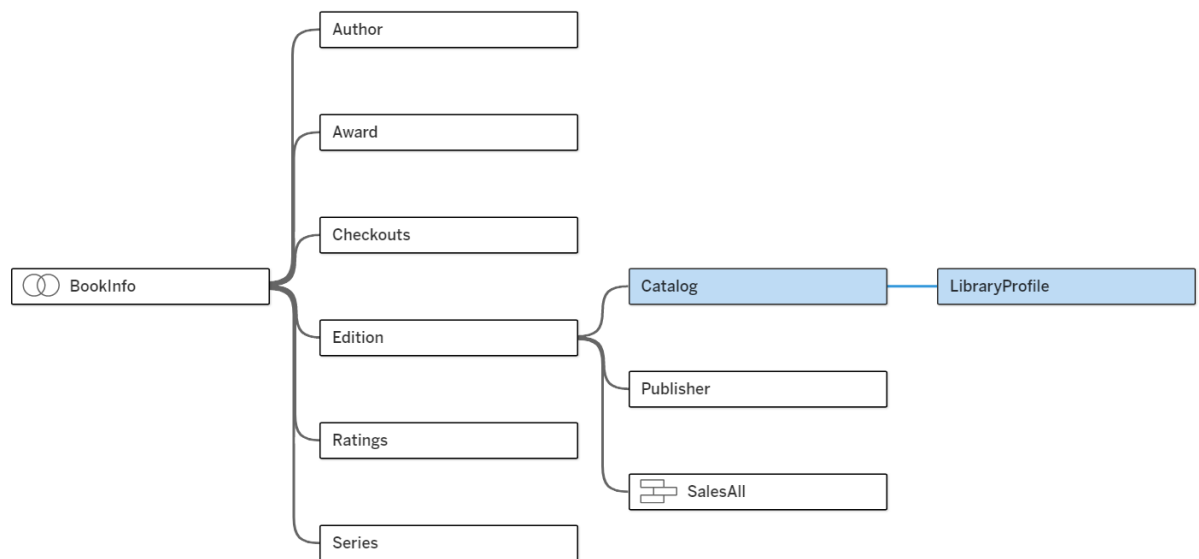 Author
Award
Checkouts
BookInfo
Catalog
LibraryProfile
Edition
Publisher
Ratings
SalesAll
Series